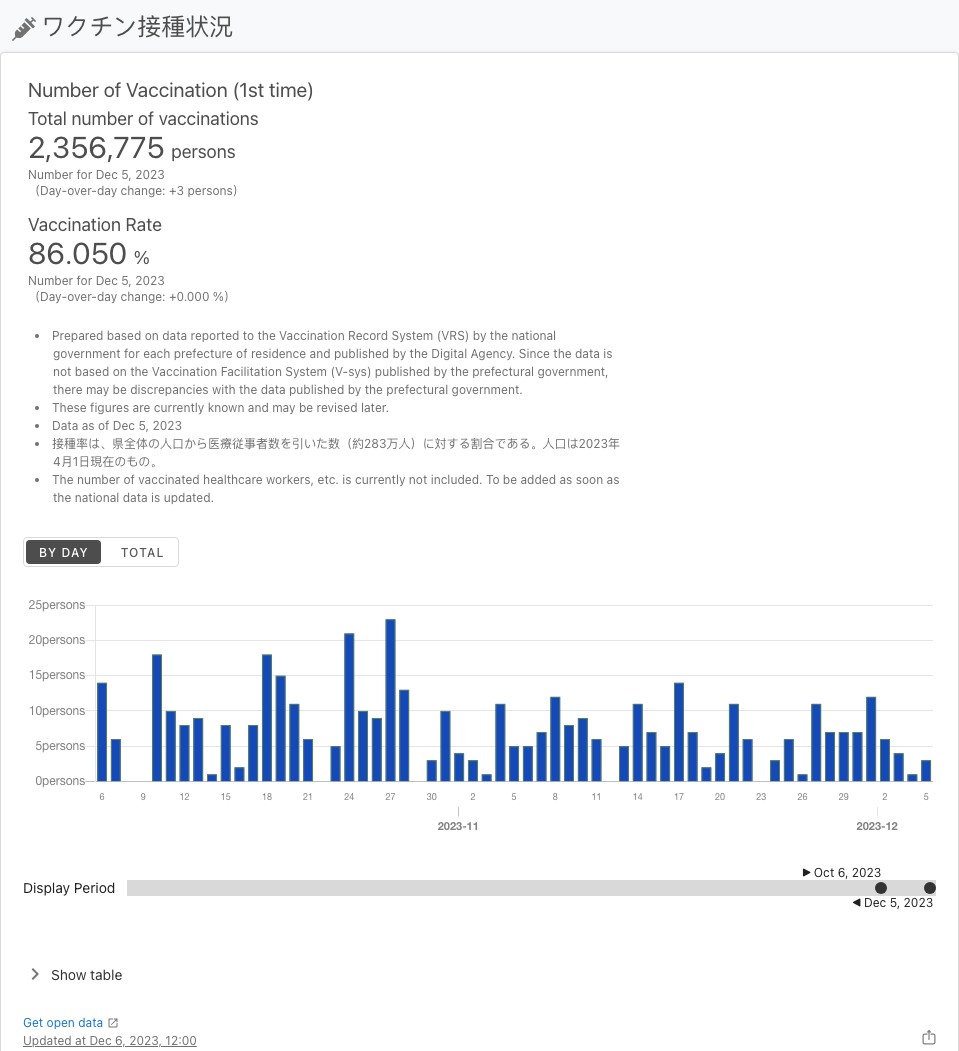 ワクチン接種状況
Number of Vaccination (1st time)
Total number of vaccinations
2,356,775 persons
Number for Dec 5, 2023
(Day-over-day change: +3 persons)
Vaccination Rate
86.050 %
Number for Dec 5, 2023
(Day-over-day change: +0.000 %)
• Prepared based on data reported to the Vaccination Record System (VRS) by the national
government for each prefecture of residence and published by the Digital Agency. Since the data is
not based on the Vaccination Facilitation System (V-sys) published by the prefectural government,
there may be discrepancies with the data published by the prefectural government.
• These figures are currently known and may be revised later.
• Data as of Dec 5, 2023
• 接種率は、県全体の人口から医療従事者数を引いた数（約283万人）に対する割合である。人口は2023年
4月1日現在のもの。
• The number of vaccinated healthcare workers, etc. is currently not included. To be added as soon as
the national data is updated.
BY DAY TOTAL
25persons
20persons
15persons
10persons
5persons
0persons
6 9 12 15 18 21 24 27 30 2 5 8 11 14 17 20 23 26 29 2 5
2023-11 2023-12
▶ Oct 6, 2023
Display Period
◀ Dec 5, 2023
Show table
Get open data
Updated at Dec 6, 2023, 12:00